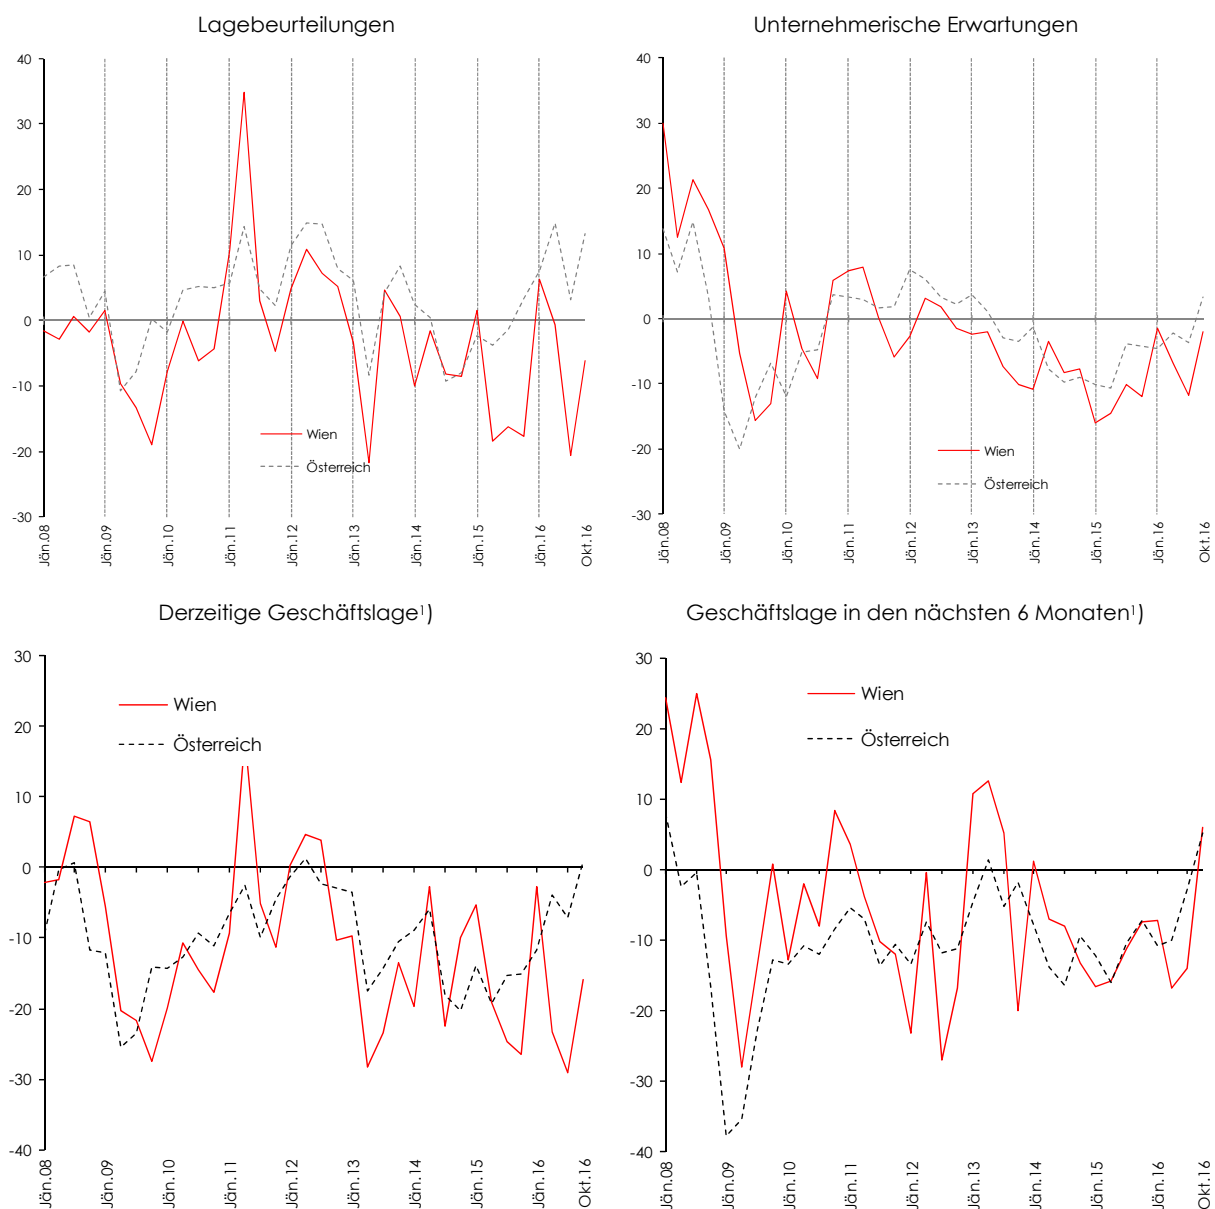 Lagebeurteilungen
40
30
20
10
0
-10
-20
-30
Wien
Österreich
Jän.08
Jän.09
Jän.10
Jän.11
Jän.12
Jän.13
Jän.14
Jän.15
Jän.16
Okt.16
Unternehmerische Erwartungen
40
30
20
10
0
-10
-20
-30
Wien
Österreich
Jän.08
Jän.09
Jän.10
Jän.11
Jän.12
Jän.13
Jän.14
Jän.15
Jän.16
Okt.16
Derzeitige Geschäftslage¹)
30
20
10
0
-10
-20
-30
-40
Wien
Österreich
Jän.08
Jän.09
Jän.10
Jän.11
Jän.12
Jän.13
Jän.14
Jän.15
Jän.16
Okt.16
Geschäftslage in den nächsten 6 Monaten¹)
30
20
10
0
-10
-20
-30
-40
Wien
Österreich
Jän.08
Jän.09
Jän.10
Jän.11
Jän.12
Jän.13
Jän.14
Jän.15
Jän.16
Okt.16